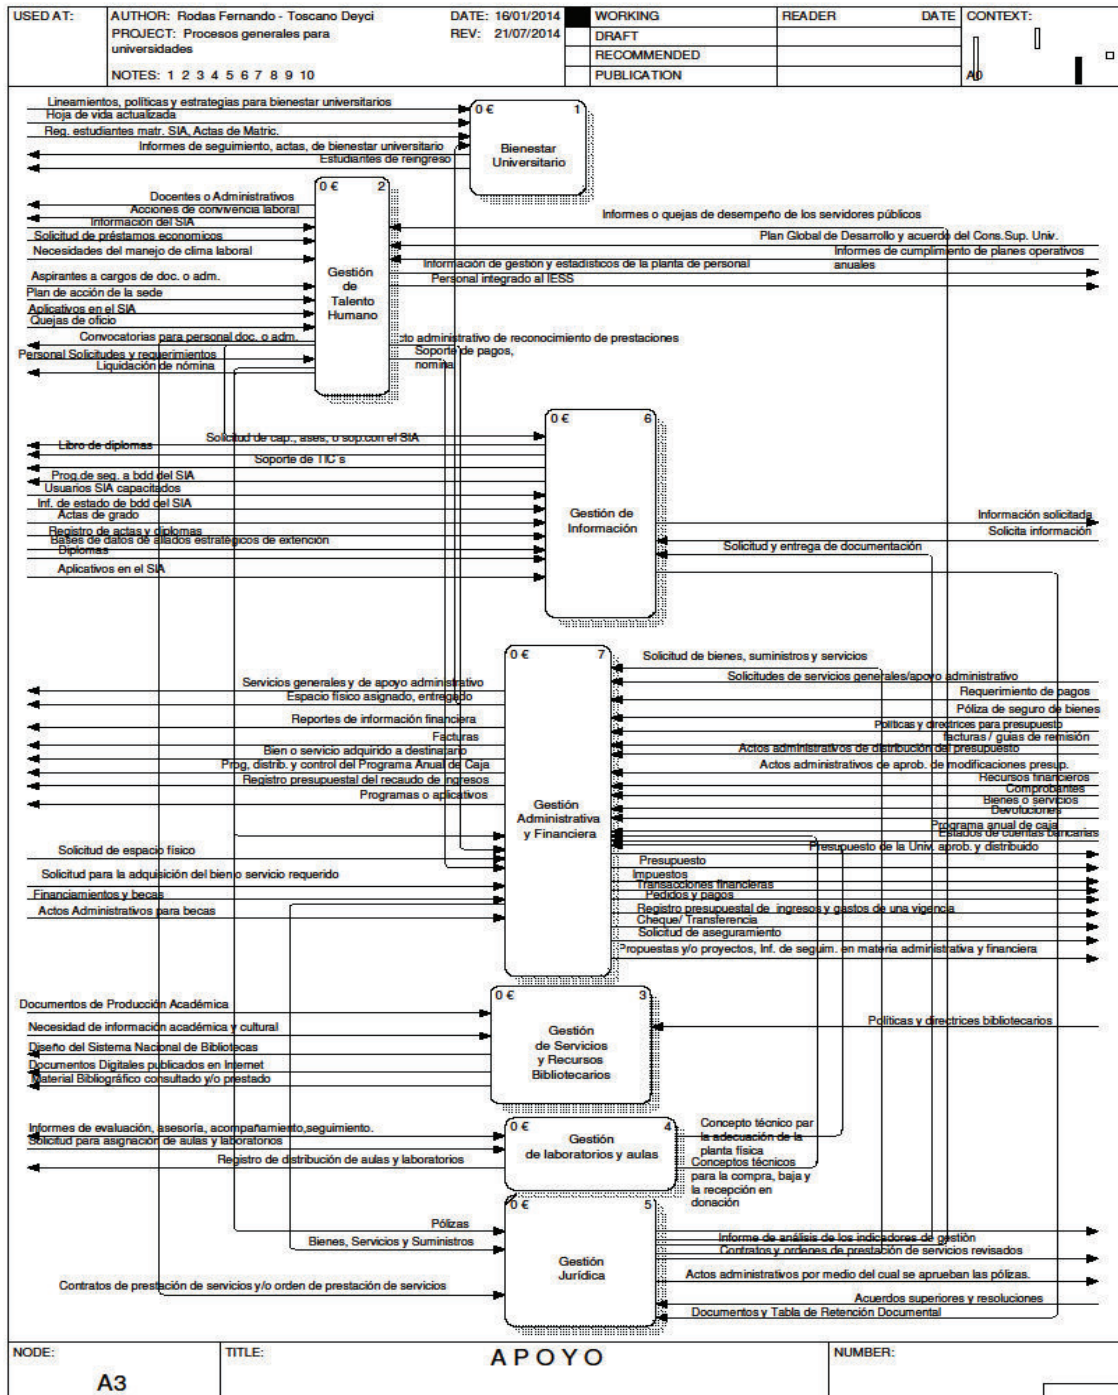 USED AT:
AUTHOR: Rodas Fernando - Toscano Deyci
DATE: 16/01/2014
WORKING
READER
DATE
CONTEXT:
PROJECT: Procesos generales para
universidades
REV: 21/07/2014
DRAFT
RECOMMENDED
NOTES: 1 2 3 4 5 6 7 8 9 10
PUBLICATION
A0
Lineamientos, políticas y estrategias para bienestar universitarios
Hoja de vida actualizada
Reg. estudiantes matr. SIA, Actas de Matric.
Informes de seguimiento, actas, de bienestar universitario
Estudiantes de reingreso
0 €
1
Bienestar
Universitario
0 €
2
Gestión
de
Talento
Humano
Docentes o Administrativos
Acciones de convivencia laboral
Información del SIA
Solicitud de préstamos economicos
Necesidades del manejo de clima laboral
Aspirantes a cargos de doc. o adm.
Plan de acción de la sede
Aplicativos en el SIA
Quejas de oficio
Convocatorias para personal doc. o adm.
Personal Solicitudes y requerimientos
Liquidación de nómina
Informes o quejas de desempeño de los servidores públicos
Plan Global de Desarrollo y acuerdo del Cons.Sup. Univ.
Informes de cumplimiento de planes operativos
anuales
Información de gestión y estadísticos de la planta de personal
Personal integrado al IESS
cto administrativo de reconocimiento de prestaciones
Soporte de pagos,
nomina
0 €
6
Gestión de
Información
Solicitud de cap., ases, o sop.con el SIA
Libro de diplomas
Soporte de TIC´s
Prog.de seg. a bdd del SIA
Usuarios SIA capacitados
Inf. de estado de bdd del SIA
Actas de grado
Registro de actas y diplomas
Bases de datos de aliados estratégicos de extención
Diplomas
Aplicativos en el SIA
Información solicitada
Solicita información
Solicitud y entrega de documentación
0 €
7
Gestión
Administrativa
y Financiera
Servicios generales y de apoyo administrativo
Espacio físico asignado, entregado
Reportes de información financiera
Facturas
Bien o servicio adquirido a destinatario
Prog, distrib. y control del Programa Anual de Caja
Registro presupuestal del recaudo de ingresos
Programas o aplicativos
Solicitud de espacio físico
Solicitud para la adquisición del bien o servicio requerido
Financiamientos y becas
Actos Administrativos para becas
Solicitud de bienes, suministros y servicios
Solicitudes de servicios generales/apoyo administrativo
Requerimiento de pagos
Póliza de seguro de bienes
Políticas y directrices para presupuesto
facturas / guias de remisión
Actos administrativos de distribución del presupuesto
Actos administrativos de aprob. de modificaciones presup.
Recursos financieros
Comprobantes
Bienes o servicios
Devoluciones
Programa anual de caja
Estados de cuentas bancarias
Presupuesto de la Univ. aprob. y distribuido
Presupuesto
Impuestos
Transacciones financieras
Pedidos y pagos
Registro presupuestal de ingresos y gastos de una vigencia
Cheque/ Transferencia
Solicitud de aseguramiento
Propuestas y/o proyectos, Inf. de seguim. en materia administrativa y financiera
0 €
3
Gestión
de Servicios
y Recursos
Bibliotecarios
Documentos de Producción Académica
Necesidad de información académica y cultural
Diseño del Sistema Nacional de Bibliotecas
Documentos Digitales publicados en Internet
Material Bibliográfico consultado y/o prestado
Políticas y directrices bibliotecarios
0 €
4
Gestión
de laboratorios y aulas
Informes de evaluación, asesoría, acompañamiento,seguimiento.
Solicitud para asignación de aulas y laboratorios
Registro de distribución de aulas y laboratorios
Concepto técnico par
la adecuación de la
planta física
Conceptos técnicos
para la compra, baja y
la recepción en
donación
0 €
5
Gestión
Jurídica
Pólizas
Bienes, Servicios y Suministros
Contratos de prestación de servicios y/o orden de prestación de servicios
Informe de análisis de los indicadores de gestión
Contratos y ordenes de prestación de servicios revisados
Actos administrativos por medio del cual se aprueban las pólizas.
Acuerdos superiores y resoluciones
Documentos y Tabla de Retención Documental
NODE:
TITLE:
APOYO
NUMBER:
A3